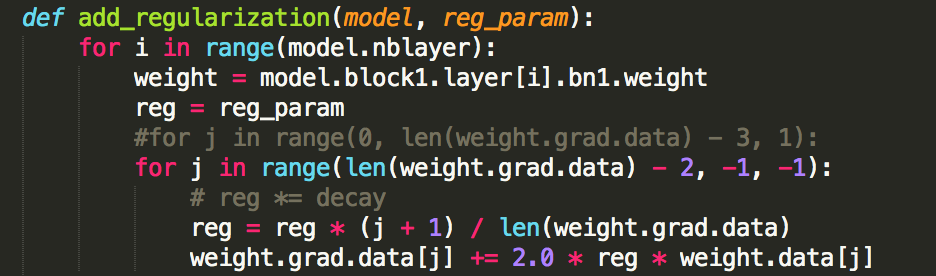 def add_regularization(model, reg_param):
    for i in range(model.nblayer):
        weight = model.block1.layer[i].bn1.weight
        reg = reg_param
        #for j in range(0, len(weight.grad.data) - 3, 1):
        for j in range(len(weight.grad.data) - 2, -1, -1):
            # reg *= decay
            reg = reg * (j + 1) / len(weight.grad.data)
            weight.grad.data[j] += 2.0 * reg * weight.data[j]